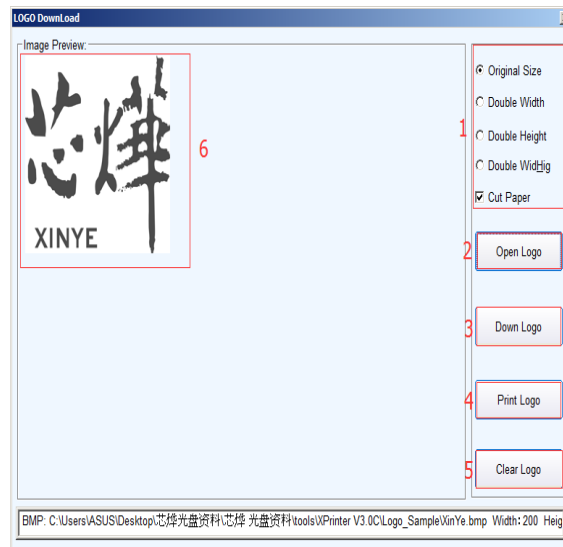 LOGO DownLoad
Image Preview:
芯燁
XINYE
6
1
Original Size
Double Width
Double Height
Double WidHig
Cut Paper
2
Open Logo
3
Down Logo
4
Print Logo
5
Clear Logo
BMP: C:\Users\ASUS\Desktop\芯烨光盘资料\芯烨 光盘资料\tools\XPrinter V3.0C\Logo_Sample\XinYe.bmp Width:200 Heig